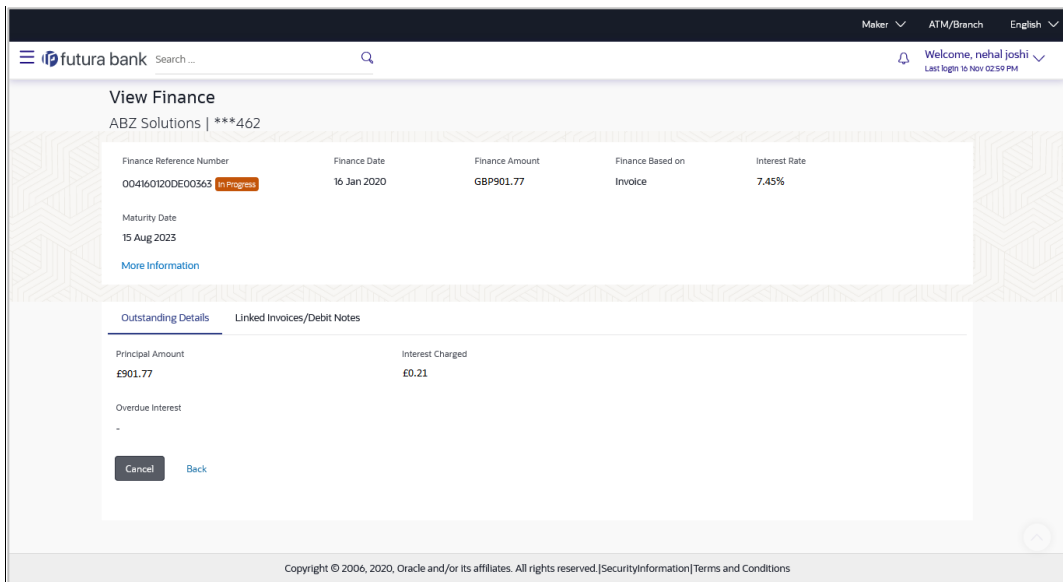 Maker ATM/Branch English
futura bank Search ... Welcome, nehal joshi
Last login 16 Nov 02:59 PM
View Finance
ABZ Solutions | ***462
Finance Reference Number Finance Date Finance Amount Finance Based on Interest Rate
004160120DE00363 In Progress 16 Jan 2020 GBP901.77 Invoice 7.45%
Maturity Date
15 Aug 2023
More Information
Outstanding Details Linked Invoices/Debit Notes
Principal Amount Interest Charged
£901.77 £0.21
Overdue Interest
-
Cancel Back
Copyright © 2006, 2020, Oracle and/or its affiliates. All rights reserved.|SecurityInformation|Terms and Conditions